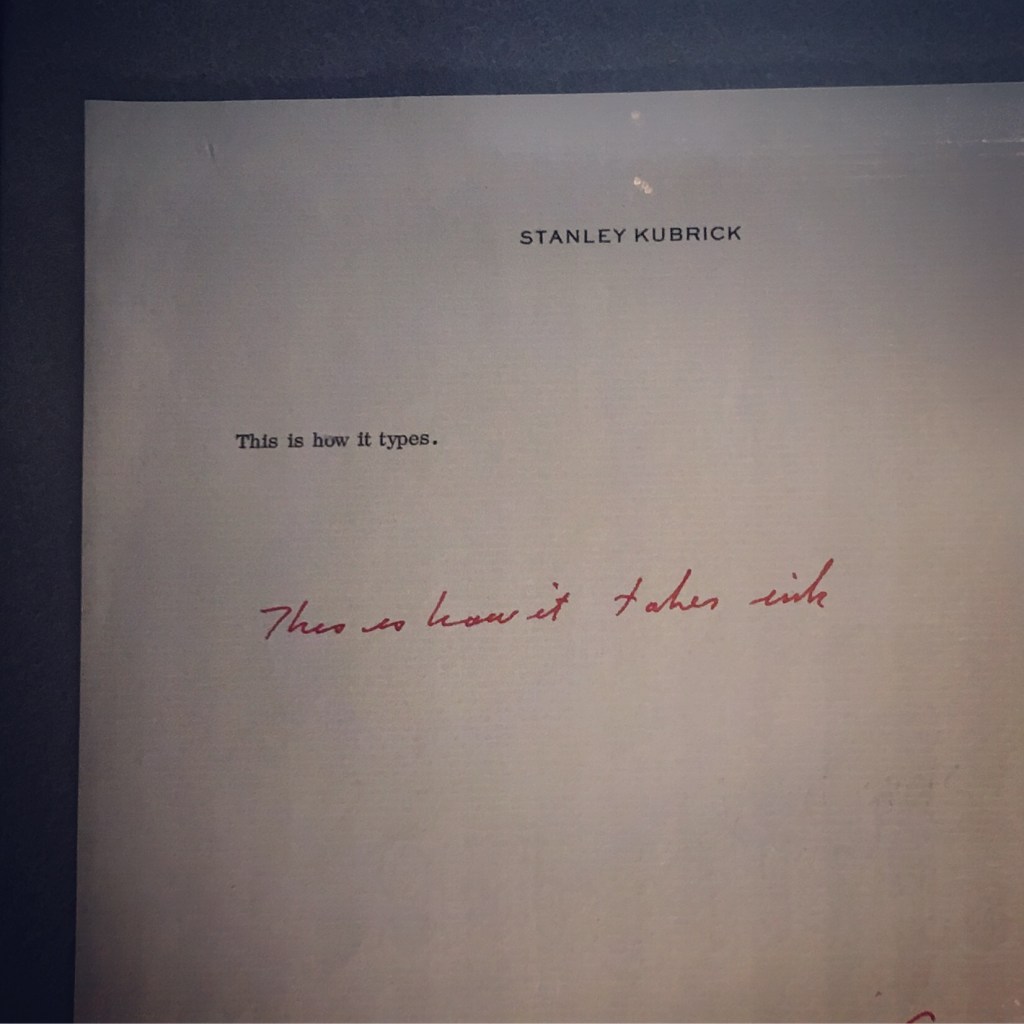 STANLEY KUBRICK
This is how it types.
This is how it takes ink